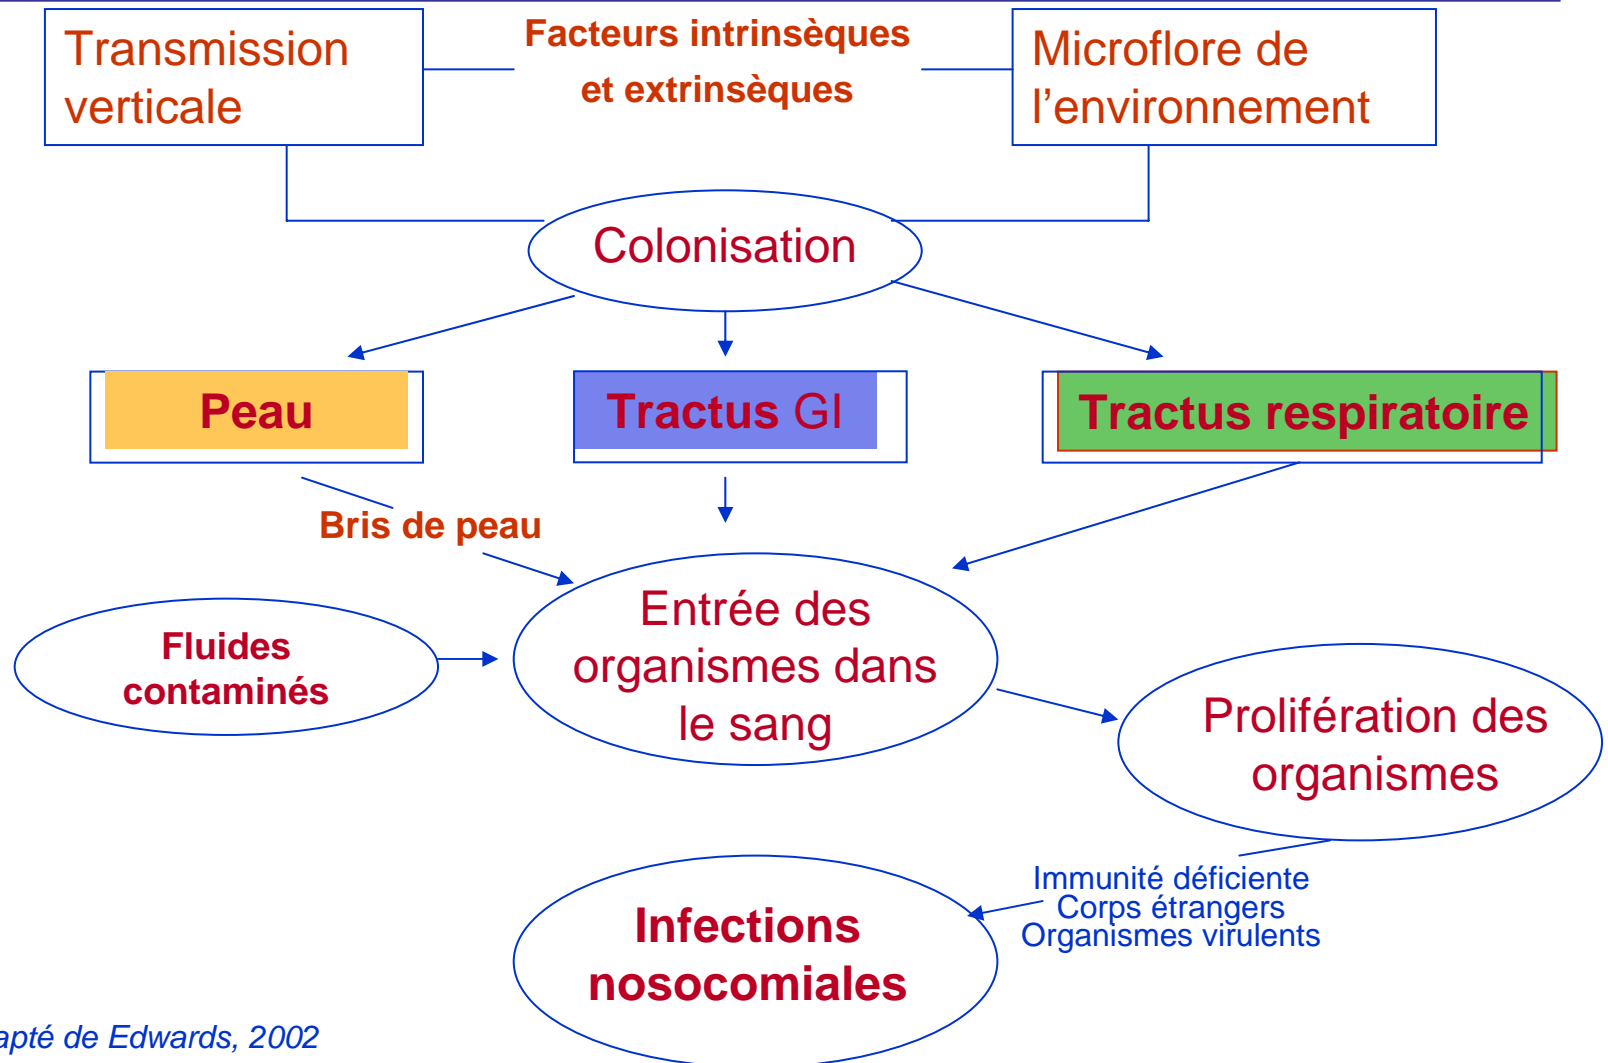 Transmission
verticale
Facteurs intrinsèques
et extrinsèques
Microflore de
l'environnement
Colonisation
Peau
Tractus GI
Tractus respiratoire
Bris de peau
Entrée des
organismes dans
le sang
Fluides
contaminés
Prolifération des
organismes
Immunité déficiente
Corps étrangers
Organismes virulents
Infections
nosocomiales
apté de Edwards, 2002